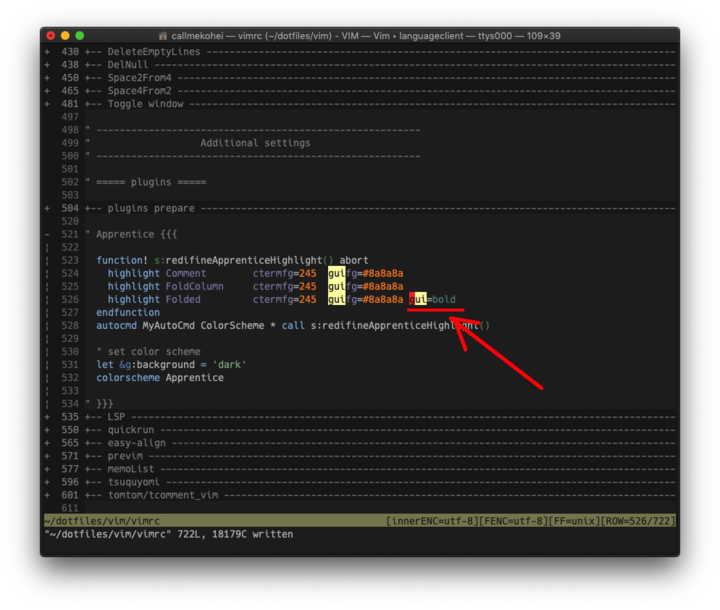 callmekohei — vimrc (~/dotfiles/vim) - VIM — Vim ‣ languageclient — ttys000 — 109×39
+  430 +-- DeleteEmptyLines ------------------------------------------------------------------------------
+  438 +-- DelNull ---------------------------------------------------------------------------------------
+  450 +-- Space2From4 -----------------------------------------------------------------------------------
+  465 +-- Space4From2 -----------------------------------------------------------------------------------
+  481 +-- Toggle window ---------------------------------------------------------------------------------
   497
   498 " --------------------------------------------------------
   499 "                   Additional settings
   500 " --------------------------------------------------------
   501
   502 " ===== plugins =====
   503
+  504 +-- plugins prepare -------------------------------------------------------------------------------
   520
-  521 " Apprentice {{{
¦  522
¦  523   function! s:redifineApprenticeHighlight() abort
¦  524     highlight Comment        ctermfg=245  guifg=#8a8a8a
¦  525     highlight FoldColumn     ctermfg=245  guifg=#8a8a8a
¦  526     highlight Folded         ctermfg=245  guifg=#8a8a8a gui=bold
¦  527   endfunction
¦  528   autocmd MyAutoCmd ColorScheme * call s:redifineApprenticeHighlight()
¦  529
¦  530   " set color scheme
¦  531   let &g:background = 'dark'
¦  532   colorscheme Apprentice
¦  533
¦  534 " }}}
+  535 +-- LSP -------------------------------------------------------------------------------------------
+  550 +-- quickrun --------------------------------------------------------------------------------------
+  565 +-- easy-align ------------------------------------------------------------------------------------
+  571 +-- previm ----------------------------------------------------------------------------------------
+  577 +-- memoList --------------------------------------------------------------------------------------
+  596 +-- tsuquyomi -------------------------------------------------------------------------------------
+  601 +-- tomtom/tcomment_vim ---------------------------------------------------------------------------
   611
~/dotfiles/vim/vimrc [innerENC=utf-8][FENC=utf-8][FF=unix][ROW=526/722]
"~/dotfiles/vim/vimrc" 722L, 18179C written